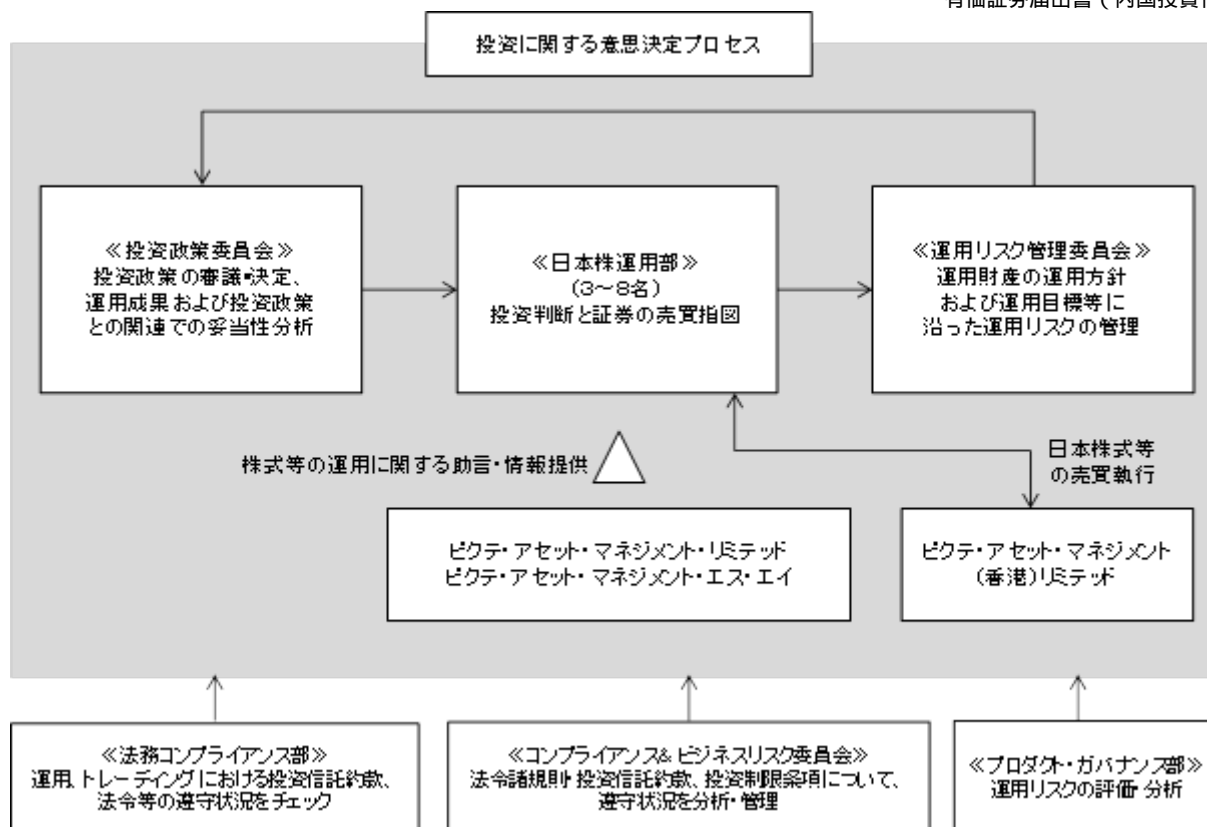 有価証券届出書（内国投資信
投資に関する意思決定プロセス
≪投資政策委員会≫
投資政策の審議・決定、
運用成果および投資政策
との関連での妥当性分析
≪日本株運用部≫
(3～8名)
投資判断と証券の売買指図
≪運用リスク管理委員会≫
運用財産の運用方針
および運用目標等に
沿った運用リスクの管理
株式等の運用に関する助言・情報提供
日本株式等
の売買執行
ピクテ・アセット・マネジメント・リミテッド
ピクテ・アセット・マネジメント・エス・エイ
ピクテ・アセット・マネジメント
(香港)リミテッド
≪法務コンプライアンス部≫
運用、トレーディングにおける投資信託約款、
法令等の遵守状況をチェック
≪コンプライアンス&ビジネスリスク委員会≫
法令諸規則・投資信託約款、投資制限条項について、
遵守状況を分析・管理
≪プロダクト・ガバナンス部≫
運用リスクの評価・分析